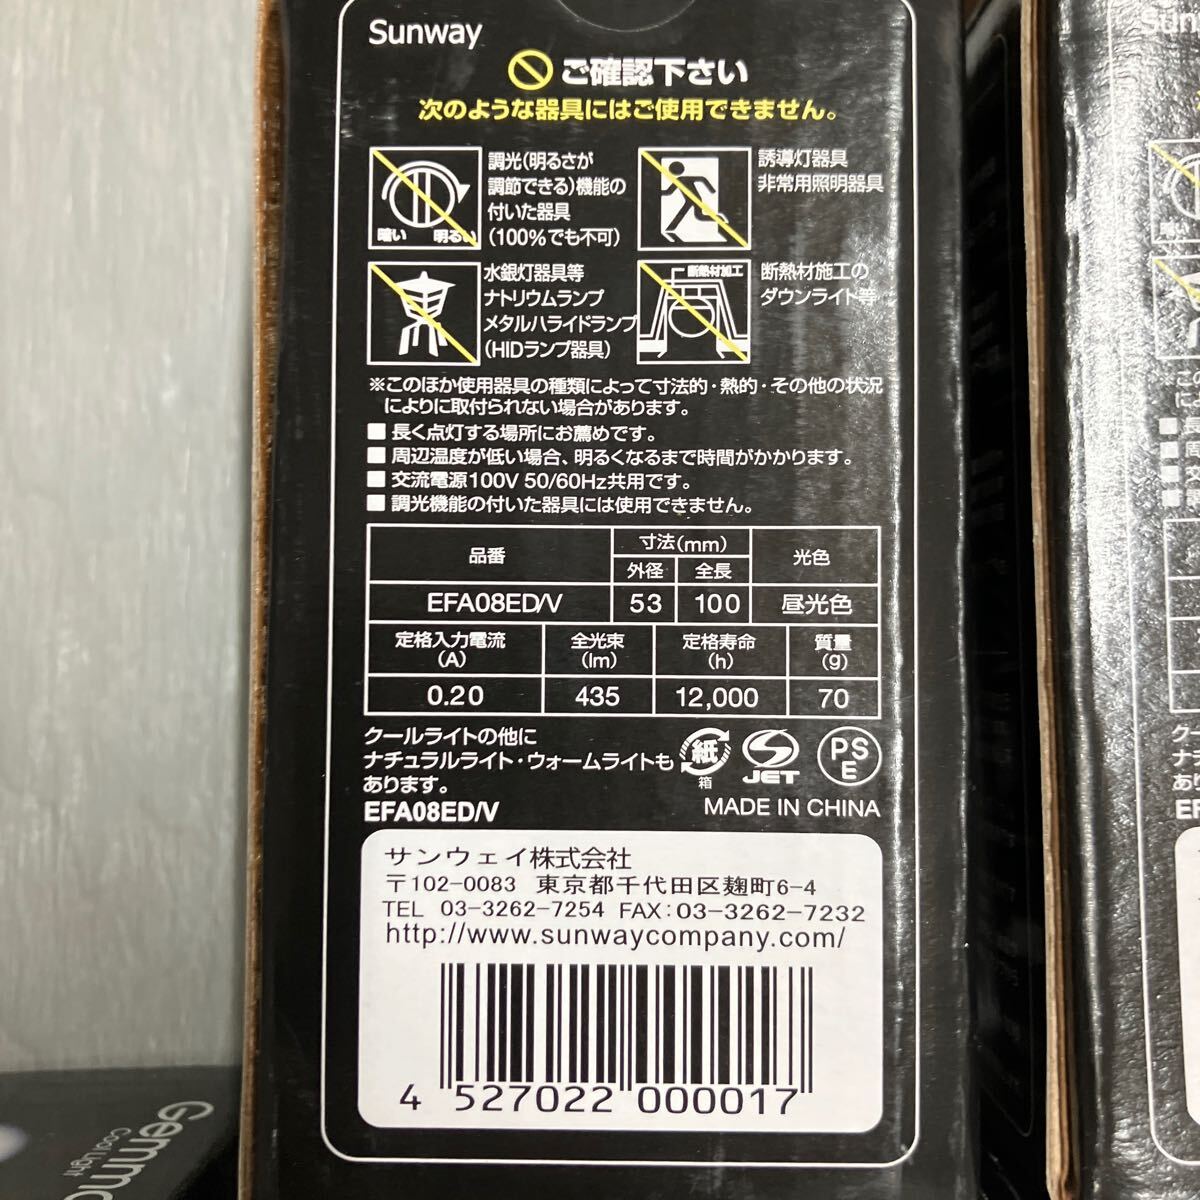 Sunway
ご確認下さい
次のような器具にはご使用できません。
暗い 明るい
調光(明るさが
調節できる)機能の
付いた器具
(100%でも不可)
誘導灯器具
非常用照明器具
水銀灯器具等
ナトリウムランプ
メタルハライドランプ
(HIDランプ器具)
断熱材加工
断熱材施工の
ダウンライト等
※このほか使用器具の種類によって寸法的・熱的・その他の状況
によりに取付られない場合があります。
■ 長く点灯する場所にお薦めです。
■ 周辺温度が低い場合、明るくなるまで時間がかかります。
■ 交流電源100V 50/60Hz共用です。
■ 調光機能の付いた器具には使用できません。
品番 寸法(mm) 光色
外径 全長
EFA08ED/V 53 100 昼光色
定格入力電流 全光束 定格寿命 質量
(A) (lm) (h) (g)
0.20 435 12,000 70
クールライトの他に
ナチュラルライト・ウォームライトも
あります。
EFA08ED/V
紙
箱
JET
PS
E
MADE IN CHINA
サンウェイ株式会社
〒102-0083 東京都千代田区麹町6-4
TEL 03-3262-7254 FAX:03-3262-7232
http://www.sunwaycompany.com/
4 527022 000017
Cool Light